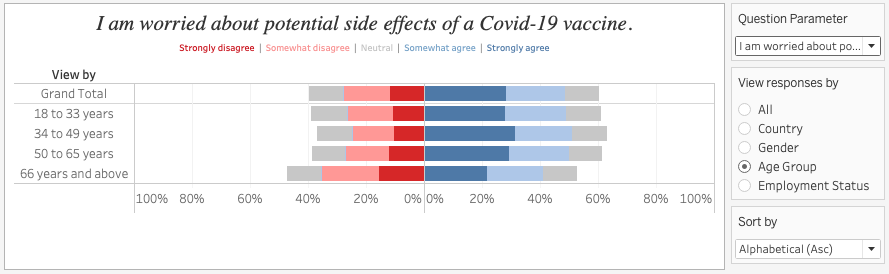 I am worried about potential side effects of a Covid-19 vaccine.
Strongly disagree | Somewhat disagree | Neutral | Somewhat agree | Strongly agree
View by
Grand Total
18 to 33 years
34 to 49 years
50 to 65 years
66 years and above
100% 80% 60% 40% 20% 0% 0% 20% 40% 60% 80% 100%
Question Parameter
I am worried about po...
View responses by
All
Country
Gender
Age Group
Employment Status
Sort by
Alphabetical (Asc)